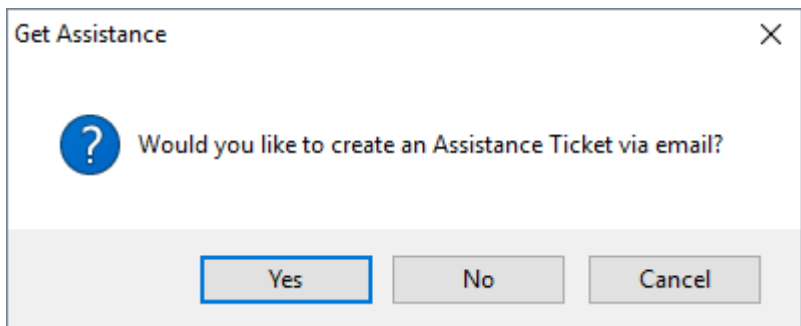 Get Assistance
Would you like to create an Assistance Ticket via email?
Yes No Cancel